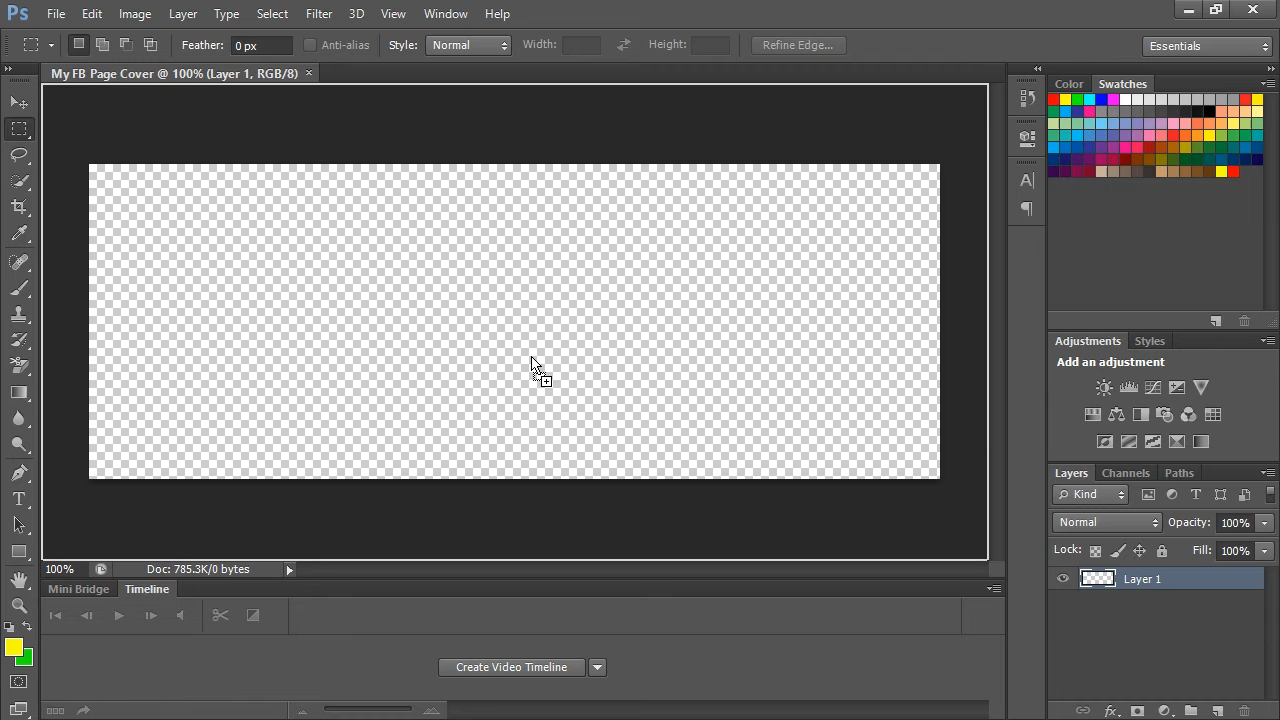 Ps File Edit Image Layer Type Select Filter 3D View Window Help
Feather: 0 px Anti-alias Style: Normal Width: Height: Refine Edge... Essentials
My FB Page Cover @ 100% (Layer 1, RGB/8) ×
Color Swatches
A
Adjustments Styles
Add an adjustment
Layers Channels Paths
T
Kind T
Normal Opacity: 100%
Lock: Fill: 100%
100% Doc: 785.3K/0 bytes
Layer 1
Mini Bridge Timeline
Create Video Timeline
fx